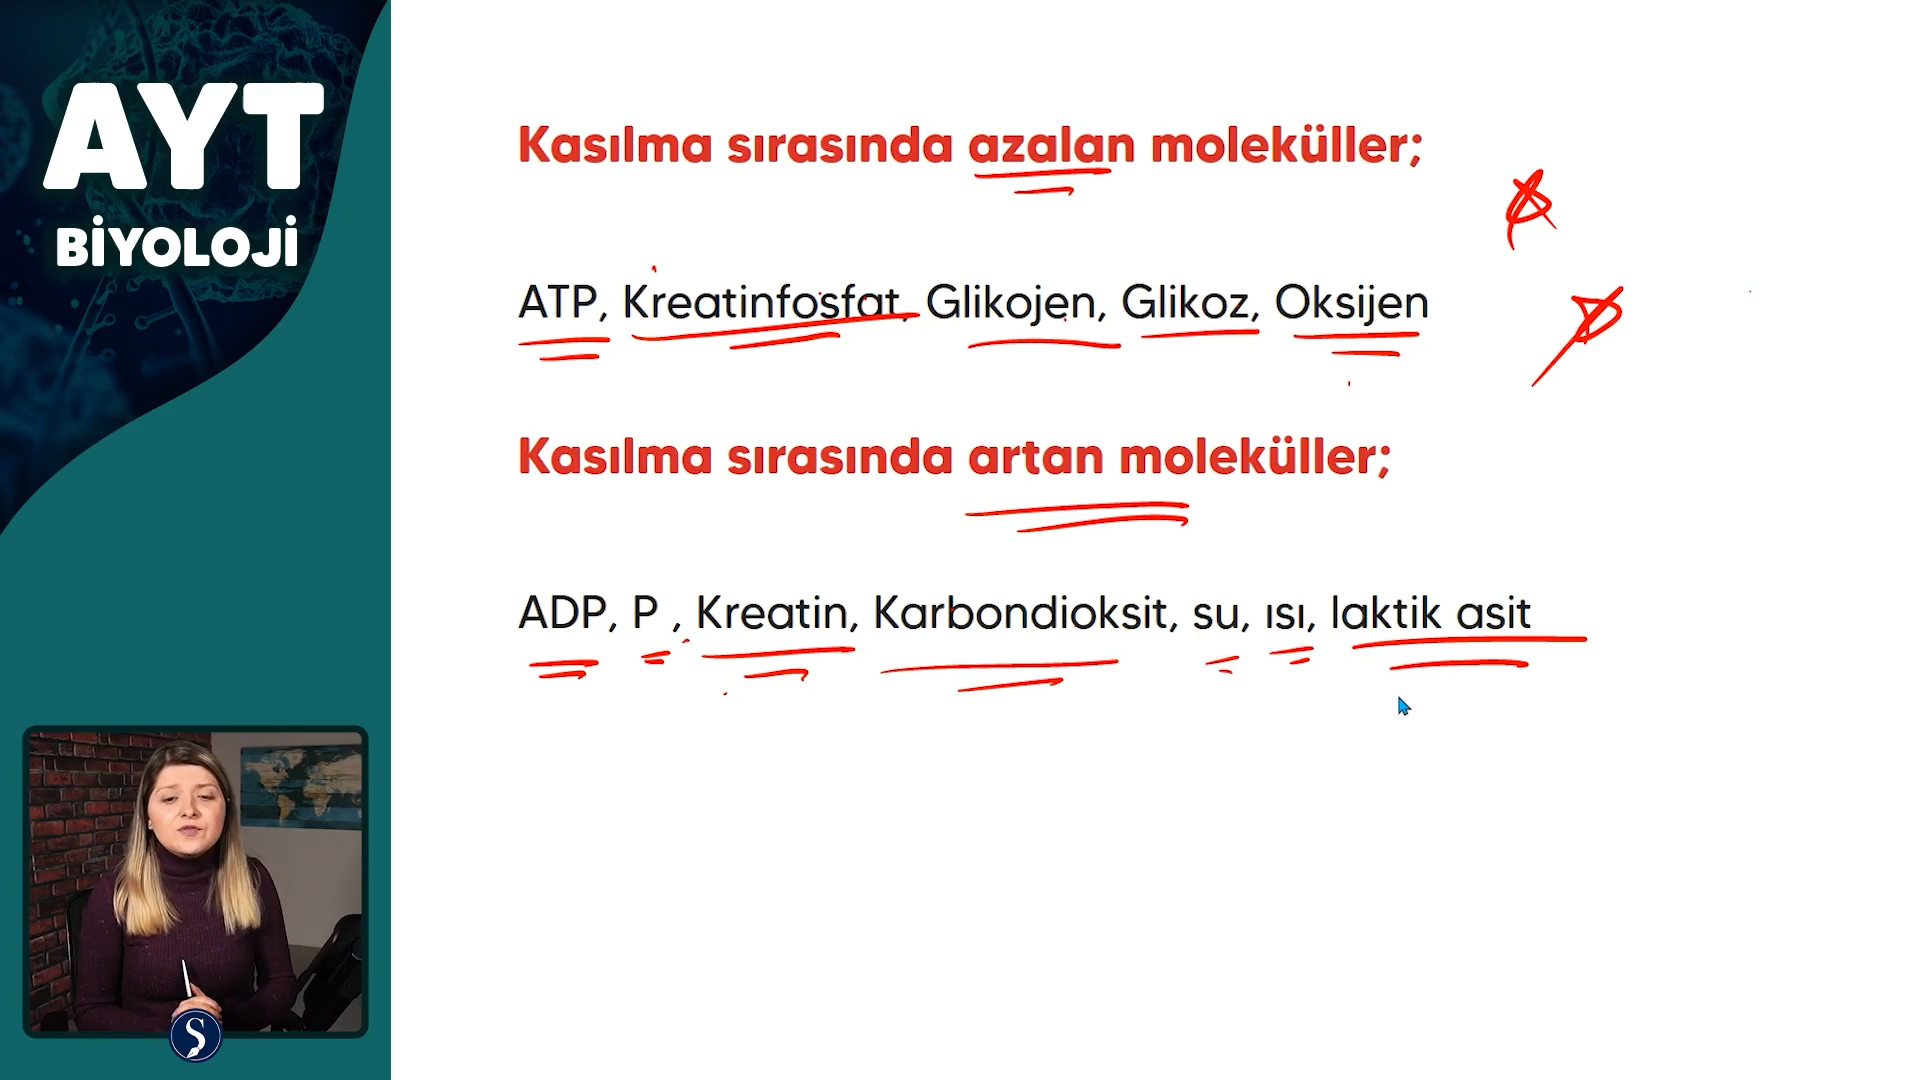 AYT
BİYOLOJİ
Kasılma sırasında azalan moleküller;
ATP, Kreatinfosfat, Glikojen, Glikoz, Oksijen
Kasılma sırasında artan moleküller;
ADP, P , Kreatin, Karbondioksit, su, ısı, laktik asit
S